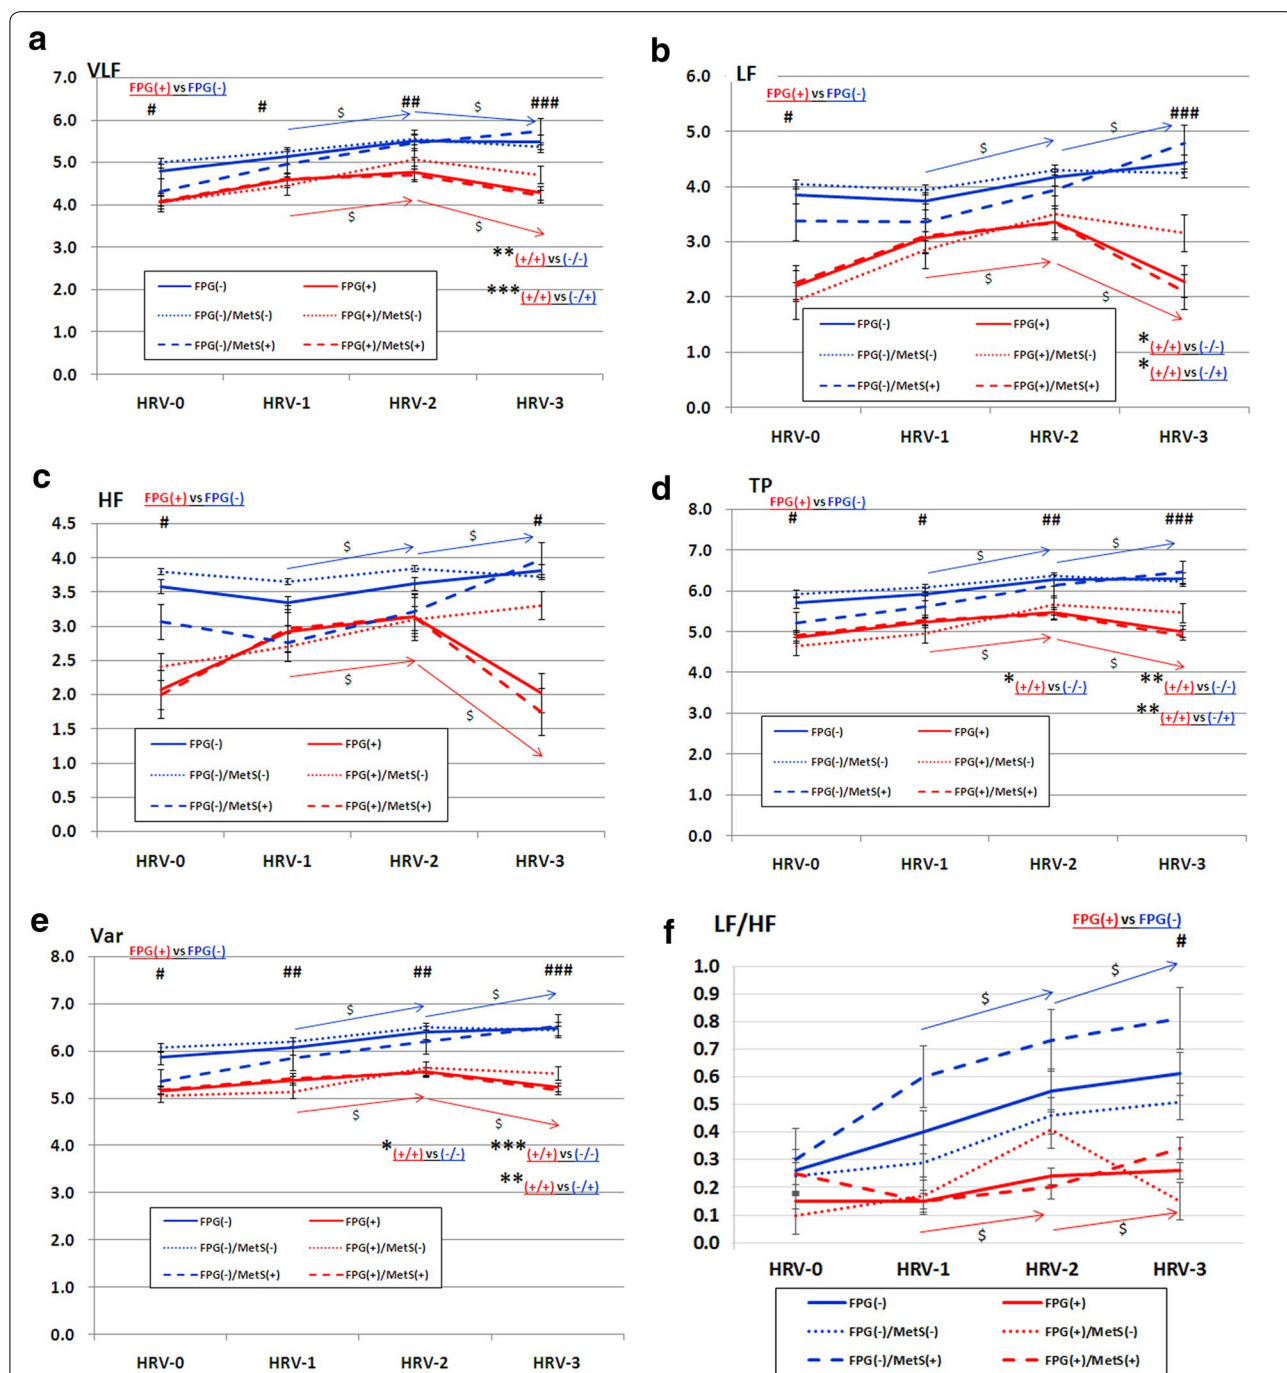 a
VLF
FPG(+) vs FPG(-)
# # ## ###
7.0
6.0
5.0
4.0
3.0
2.0
1.0
0.0
$ $
$ $
**(+/+) vs (-/-)
***(+/+) vs (-/+)
FPG(-) FPG(+)
FPG(-)/MetS(-) FPG(+)/MetS(-)
FPG(-)/MetS(+) FPG(+)/MetS(+)
HRV-0 HRV-1 HRV-2 HRV-3
b
LF
FPG(+) vs FPG(-)
# ###
6.0
5.0
4.0
3.0
2.0
1.0
0.0
$ $
$ $
*(+/+) vs (-/-)
*(+/+) vs (-/+)
FPG(-) FPG(+)
FPG(-)/MetS(-) FPG(+)/MetS(-)
FPG(-)/MetS(+) FPG(+)/MetS(+)
HRV-0 HRV-1 HRV-2 HRV-3
c
HF
FPG(+) vs FPG(-)
# #
4.5
4.0
3.5
3.0
2.5
2.0
1.5
1.0
0.5
0.0
$ $
$ $
FPG(-) FPG(+)
FPG(-)/MetS(-) FPG(+)/MetS(-)
FPG(-)/MetS(+) FPG(+)/MetS(+)
HRV-0 HRV-1 HRV-2 HRV-3
d
TP
FPG(+) vs FPG(-)
# # ## ###
8.0
7.0
6.0
5.0
4.0
3.0
2.0
1.0
0.0
$ $
$ $
*(+/+) vs (-/-) **(+/+) vs (-/-)
**(+/+) vs (-/+)
FPG(-) FPG(+)
FPG(-)/MetS(-) FPG(+)/MetS(-)
FPG(-)/MetS(+) FPG(+)/MetS(+)
HRV-0 HRV-1 HRV-2 HRV-3
e
Var
FPG(+) vs FPG(-)
# ## ## ###
8.0
7.0
6.0
5.0
4.0
3.0
2.0
1.0
0.0
$ $
$ $
*(+/+) vs (-/-) ***(+/+) vs (-/-)
**(+/+) vs (-/+)
FPG(-) FPG(+)
FPG(-)/MetS(-) FPG(+)/MetS(-)
FPG(-)/MetS(+) FPG(+)/MetS(+)
HRV-0 HRV-1 HRV-2 HRV-3
f
LF/HF
FPG(+) vs FPG(-)
#
1.0
0.9
0.8
0.7
0.6
0.5
0.4
0.3
0.2
0.1
0.0
$ $
$ $
HRV-0 HRV-1 HRV-2 HRV-3
FPG(-) FPG(+)
FPG(-)/MetS(-) FPG(+)/MetS(-)
FPG(-)/MetS(+) FPG(+)/MetS(+)